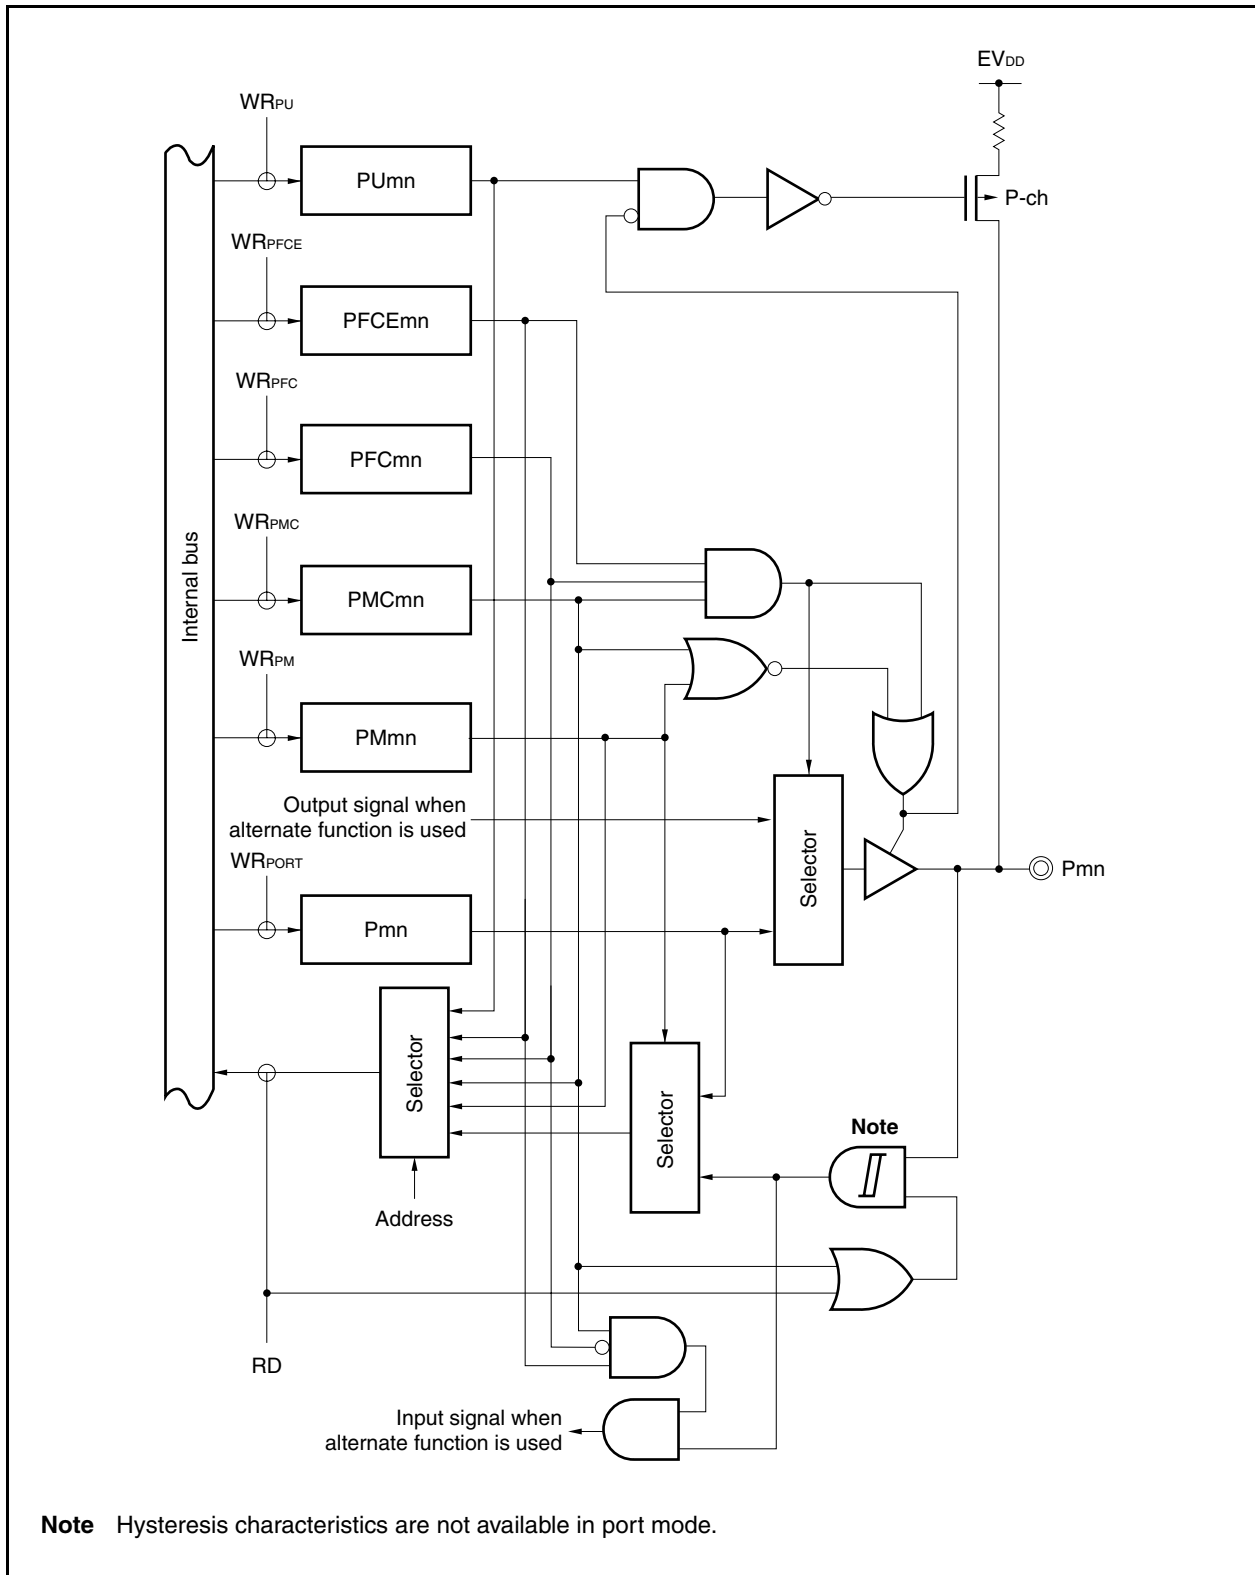 EVDD
WRPU
PUmn
P-ch
WRPFCE
PFCEmn
WRPFC
PFCmn
Internal bus
WRPMC
PMCmn
WRPM
PMmn
Output signal when
alternate function is used
Selector
WRPORT
Pmn
Pmn
Selector
Selector
Note
Address
RD
Input signal when
alternate function is used
Note Hysteresis characteristics are not available in port mode.